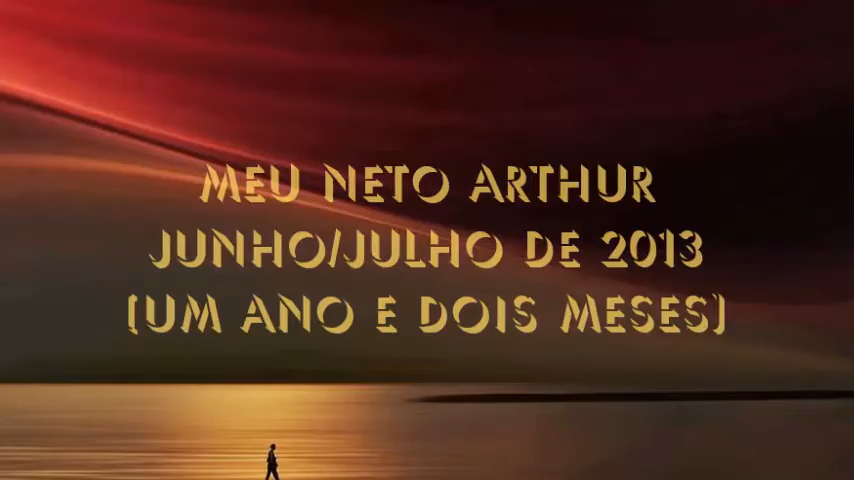 MEU NETO ARTHUR
JUNHO/JULHO DE 2013
(UM ANO E DOIS MESES)